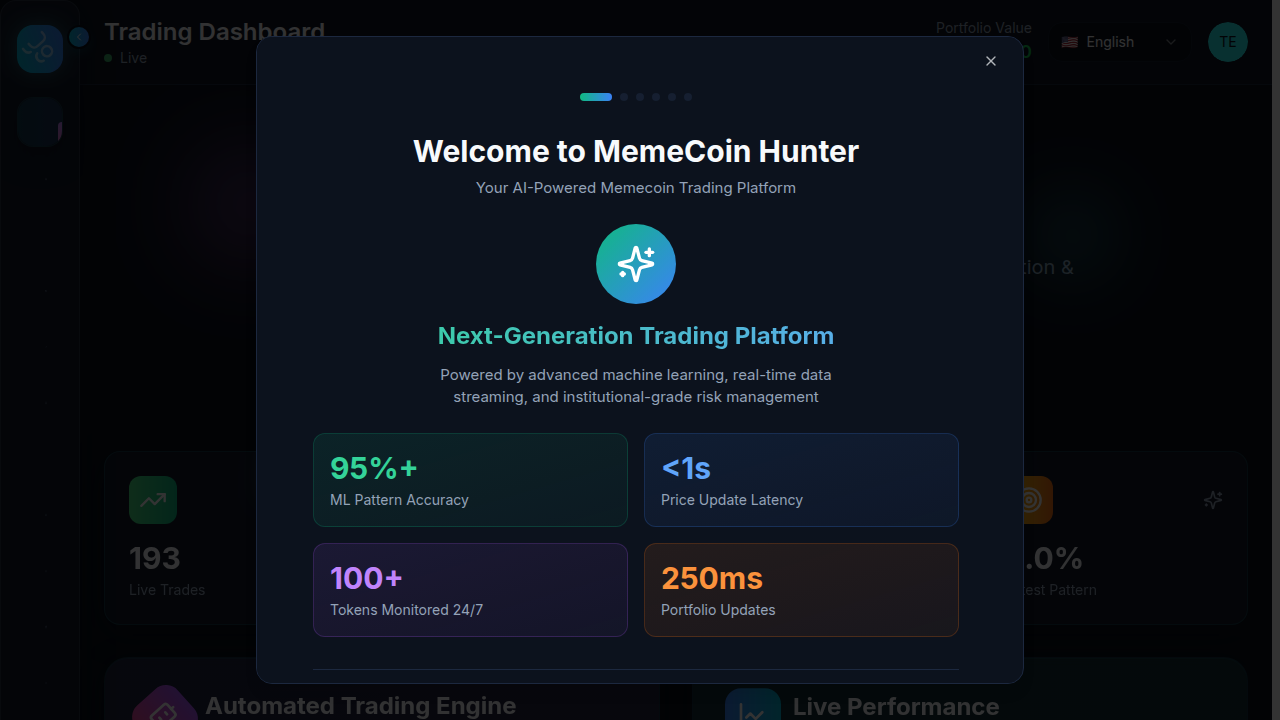 Trading Dashboard
Live
Portfolio Value
0
English
TE
Welcome to MemeCoin Hunter
Your AI-Powered Memecoin Trading Platform
Next-Generation Trading Platform
Powered by advanced machine learning, real-time data
streaming, and institutional-grade risk management
tion &
95%+
ML Pattern Accuracy
<1s
Price Update Latency
100+
Tokens Monitored 24/7
250ms
Portfolio Updates
193
Live Trades
.0%
test Pattern
Automated Trading Engine
Live Performance